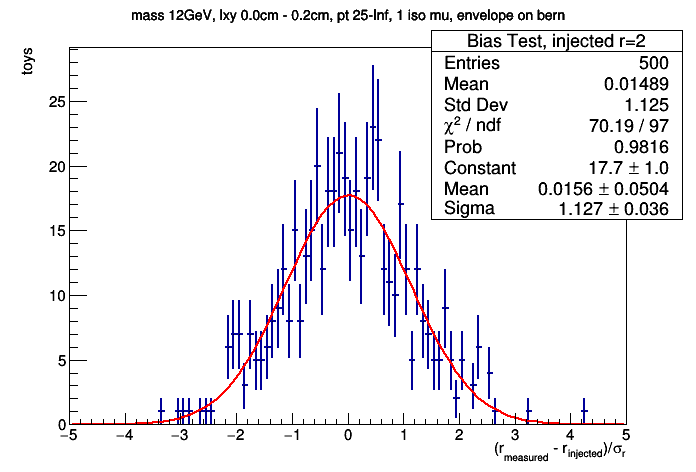 mass 12GeV, lxy 0.0cm - 0.2cm, pt 25-Inf, 1 iso mu, envelope on bern
Bias Test, injected r=2
Entries 500
Mean 0.01489
Std Dev 1.125
χ² / ndf 70.19 / 97
Prob 0.9816
Constant 17.7 ± 1.0
Mean 0.0156 ± 0.0504
Sigma 1.127 ± 0.036
toys
25
20
15
10
5
0
−5 −4 −3 −2 −1 0 1 2 3 4 5
(r_measured - r_injected)/σ_r